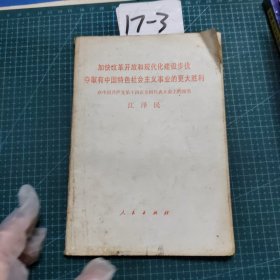 17-3
加快改革开放和现代化建设步伐
夺取有中国特色社会主义事业的更大胜利
在中国共产党第十四次全国代表大会上的报告
江泽民
人民出版社